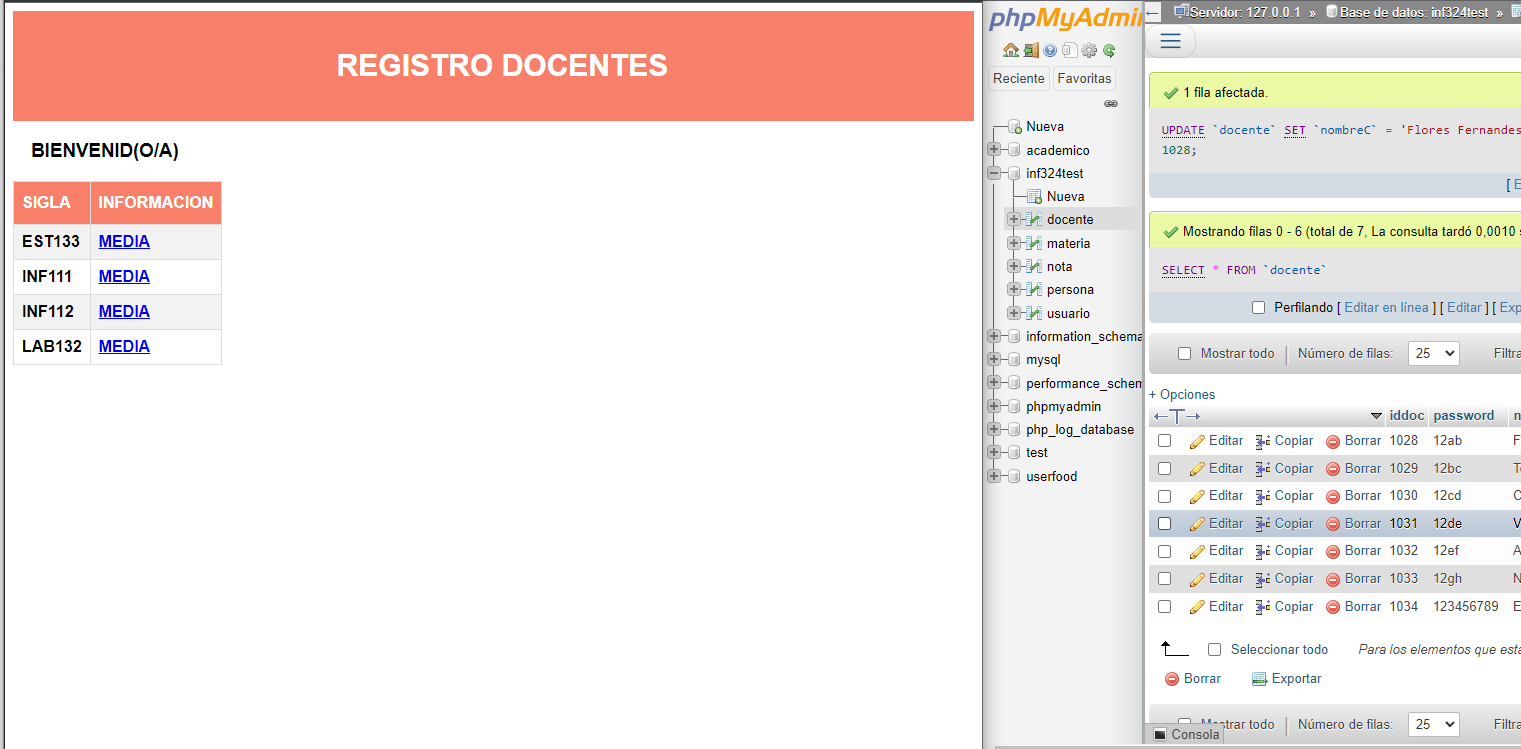 REGISTRO DOCENTES
BIENVENID(O/A)
SIGLA INFORMACION
EST133 MEDIA
INF111 MEDIA
INF112 MEDIA
LAB132 MEDIA
phpMyAdmin
Reciente Favoritas
Nueva
academico
inf324test
Nueva
docente
materia
nota
persona
usuario
information_schema
mysql
performance_schem
phpmyadmin
php_log_database
test
userfood
Servidor: 127.0.0.1 » Base de datos: inf324test »
1 fila afectada.
UPDATE `docente` SET `nombreC` = 'Flores Fernandes
1028;
[ E
Mostrando filas 0 - 6 (total de 7, La consulta tardó 0,0010 s
SELECT * FROM `docente`
Perfilando [ Editar en línea ] [ Editar ] [ Exp
Mostrar todo Número de filas: 25 Filtra
+ Opciones
←T→ iddoc password n
Editar Copiar Borrar 1028 12ab F
Editar Copiar Borrar 1029 12bc To
Editar Copiar Borrar 1030 12cd C
Editar Copiar Borrar 1031 12de V
Editar Copiar Borrar 1032 12ef A
Editar Copiar Borrar 1033 12gh N
Editar Copiar Borrar 1034 123456789 E
Seleccionar todo Para los elementos que está
Borrar Exportar
Mostrar todo Número de filas: 25 Filtra
Consola